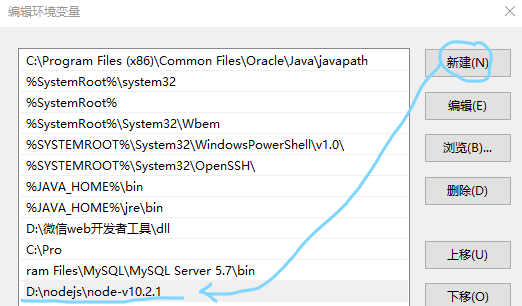 编辑环境变量
C:\Program Files (x86)\Common Files\Oracle\Java\javapath
新建(N)
%SystemRoot%\system32
%SystemRoot%
编辑(E)
%SystemRoot%\System32\Wbem
%SYSTEMROOT%\System32\WindowsPowerShell\v1.0\
浏览(B)...
%SYSTEMROOT%\System32\OpenSSH\
%JAVA_HOME%\bin
删除(D)
%JAVA_HOME%\jre\bin
D:\微信web开发者工具\dll
C:\Pro
上移(U)
ram Files\MySQL\MySQL Server 5.7\bin
D:\nodejs\node-v10.2.1
下移(O)